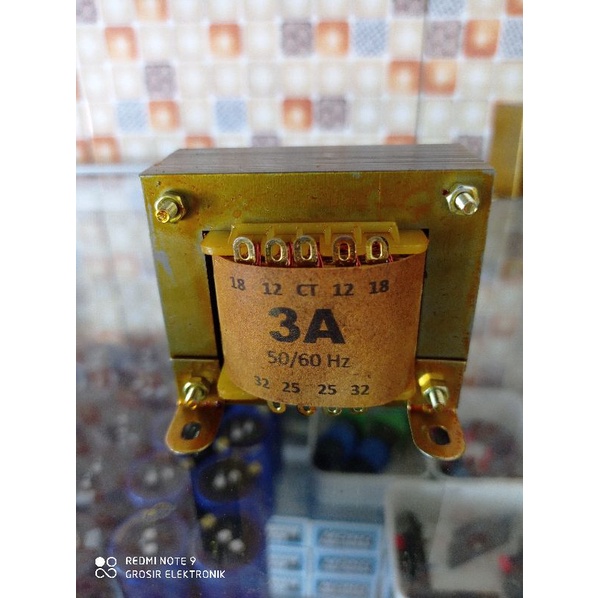 18 12 CT 12 18
3A
50/60 Hz
32 25 25 32
REDMI NOTE 9
GROSIR ELEKTRONIK